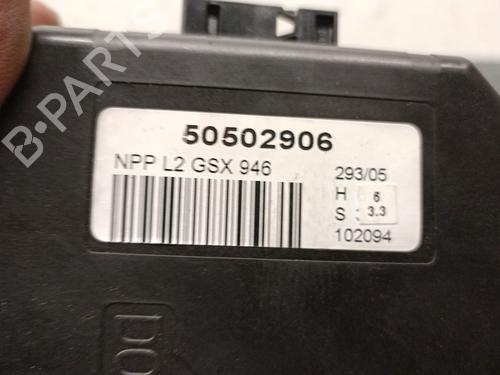 B-PARTS
50502906
NPP L2 GSX 946
293/05
H 6
S : 3.3
102094